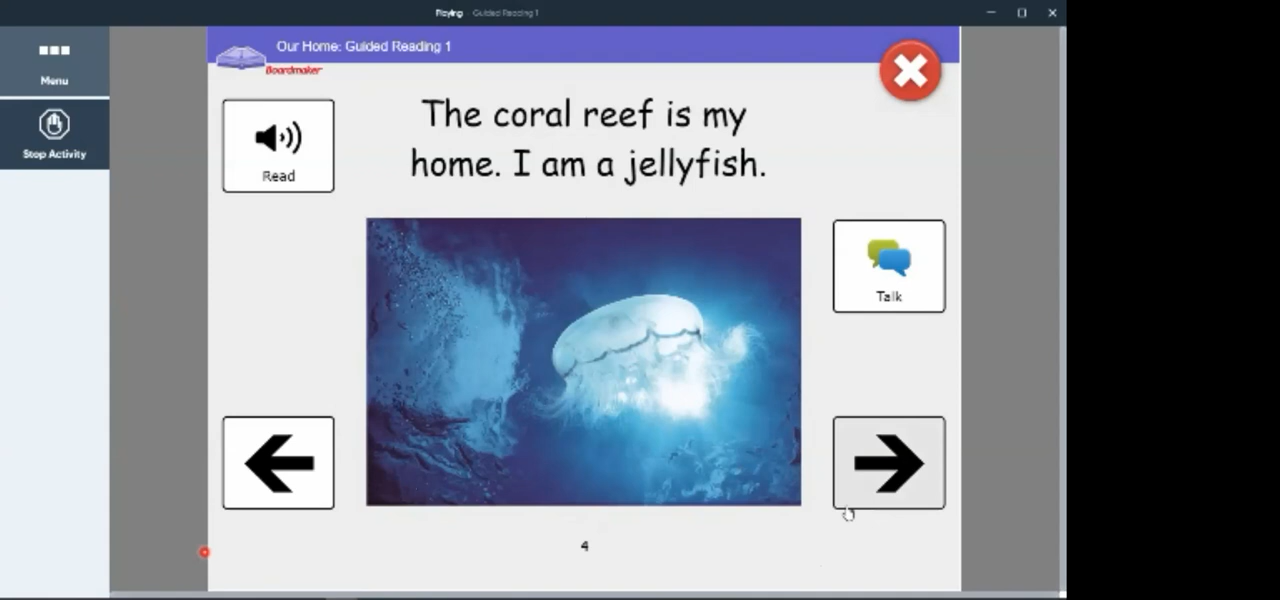 Playing Guided Reading 1
Menu
Stop Activity
Our Home: Guided Reading 1
Boardmaker
Read
The coral reef is my
home. I am a jellyfish.
Talk
4